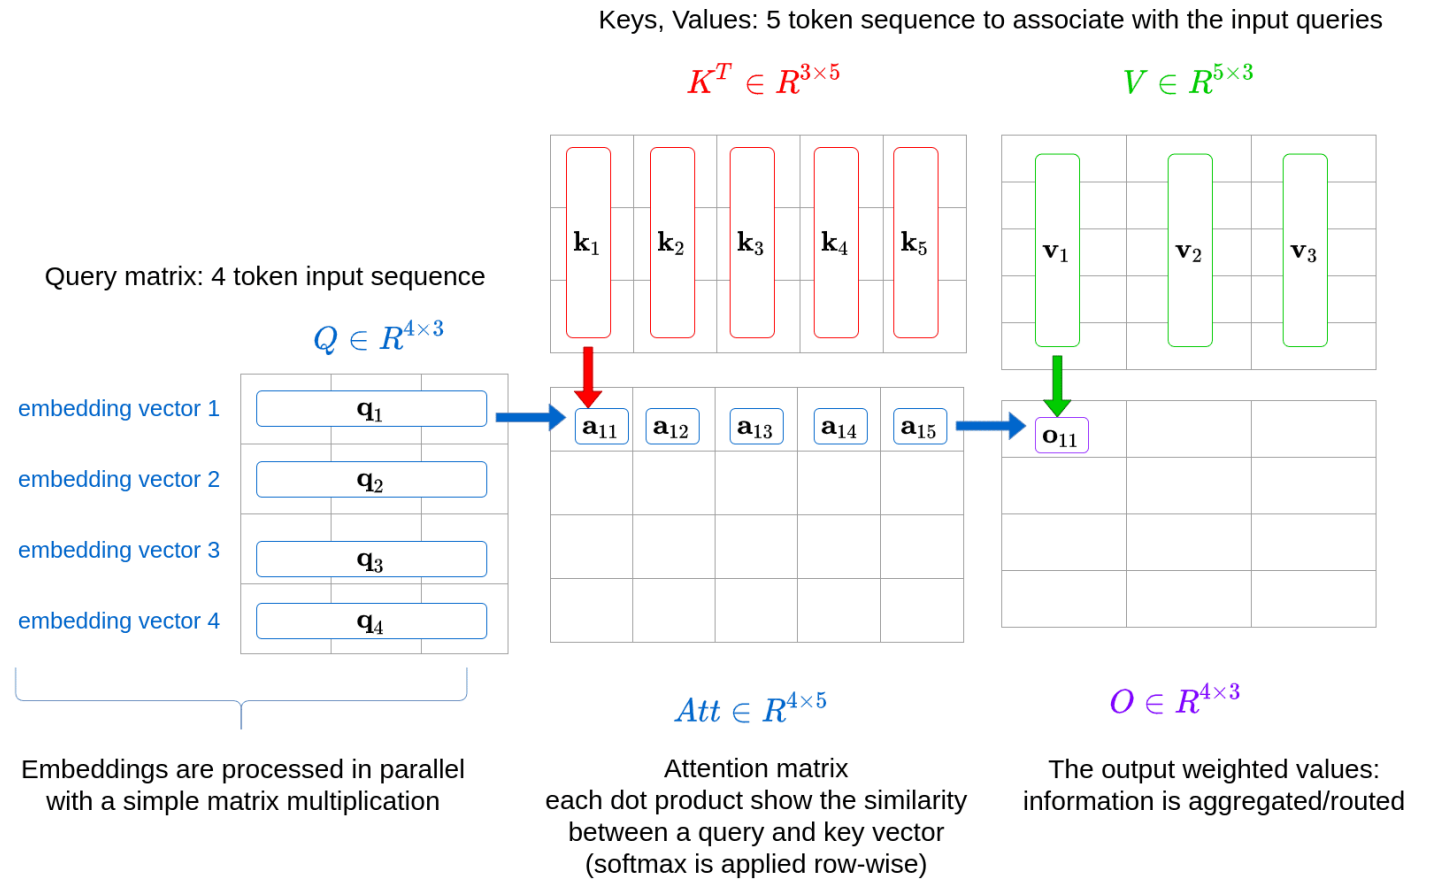 Keys, Values: 5 token sequence to associate with the input queries
K^T ∈ R^{3×5}
V ∈ R^{5×3}
k₁ k₂ k₃ k₄ k₅
v₁ v₂ v₃
Query matrix: 4 token input sequence
Q ∈ R^{4×3}
embedding vector 1
q₁
embedding vector 2
q₂
embedding vector 3
q₃
embedding vector 4
q₄
a₁₁ a₁₂ a₁₃ a₁₄ a₁₅
o₁₁
Att ∈ R^{4×5}
O ∈ R^{4×3}
Embeddings are processed in parallel
with a simple matrix multiplication
Attention matrix
each dot product show the similarity
between a query and key vector
(softmax is applied row-wise)
The output weighted values:
information is aggregated/routed